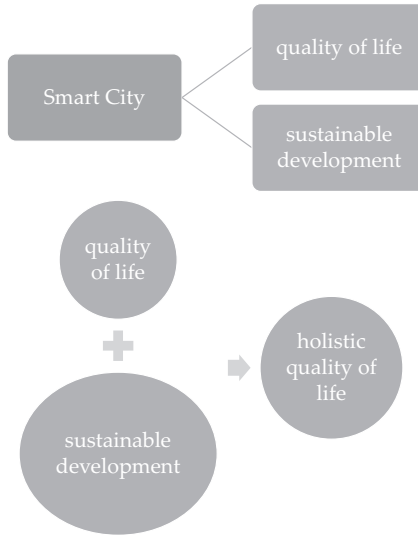 Smart City
quality of life
sustainable
development
quality
of life
sustainable
development
holistic
quality of
life